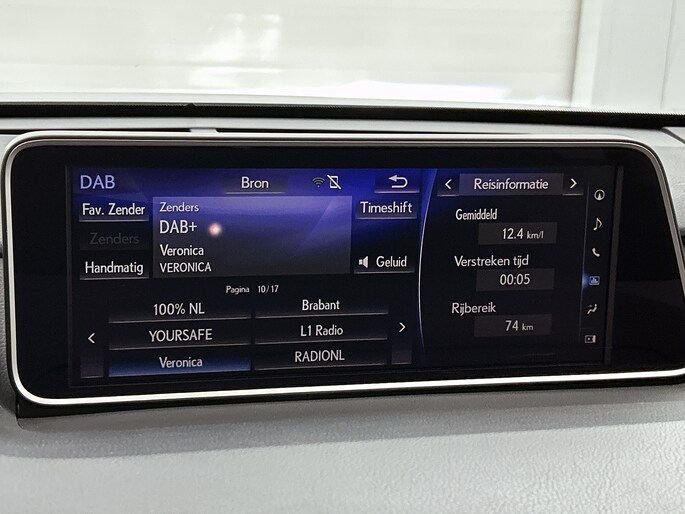 DAB
Bron
Fav. Zender
Zenders
Handmatig
Zenders
DAB+
Veronica
VERONICA
Timeshift
Geluid
Pagina 10/17
100% NL
Brabant
YOURSAFE
L1 Radio
Veronica
RADIONL
Reisinformatie
Gemiddeld
12.4 km/l
Verstreken tijd
00:05
Rijbereik
74 km